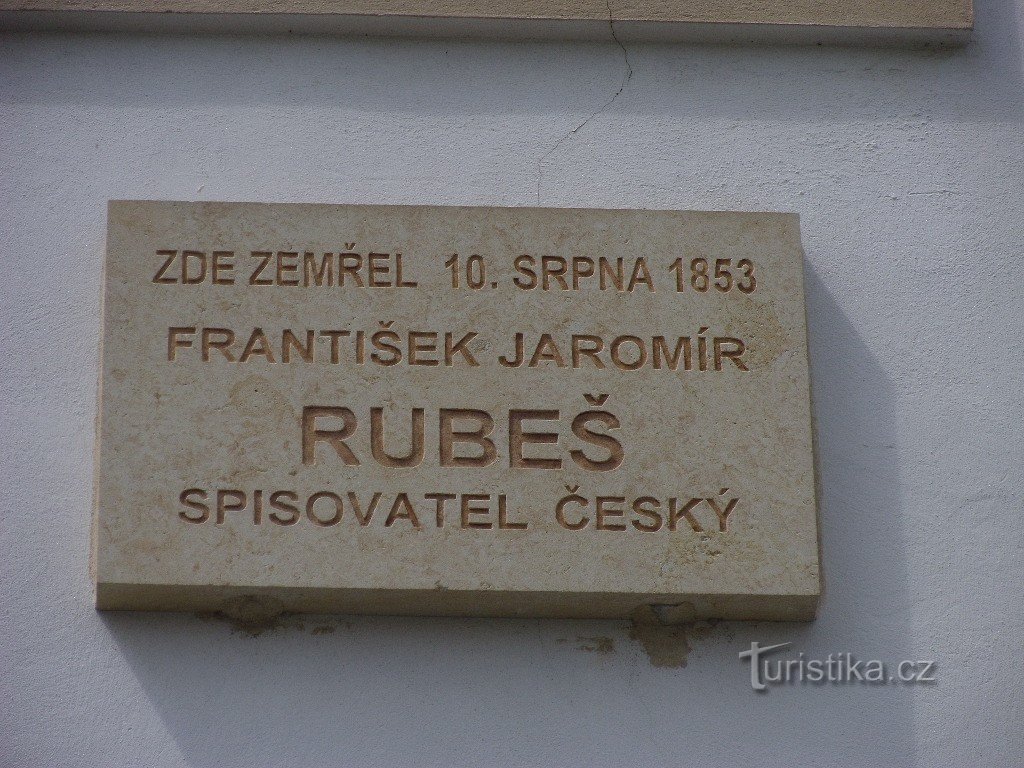 ZDE ZEMŘEL 10. SRPNA 1853
FRANTIŠEK JAROMÍR
RUBEŠ
SPISOVATEL ČESKÝ
Turistika.cz